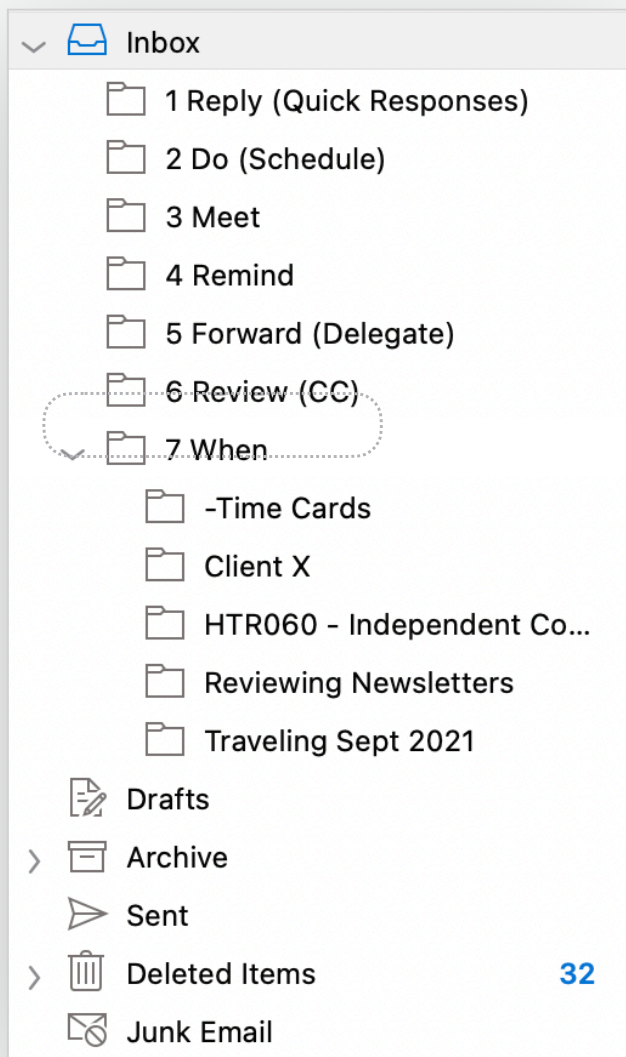 Inbox
1 Reply (Quick Responses)
2 Do (Schedule)
3 Meet
4 Remind
5 Forward (Delegate)
6 Review (CC)
7 When
-Time Cards
Client X
HTR060 - Independent Co...
Reviewing Newsletters
Traveling Sept 2021
Drafts
Archive
Sent
Deleted Items 32
Junk Email